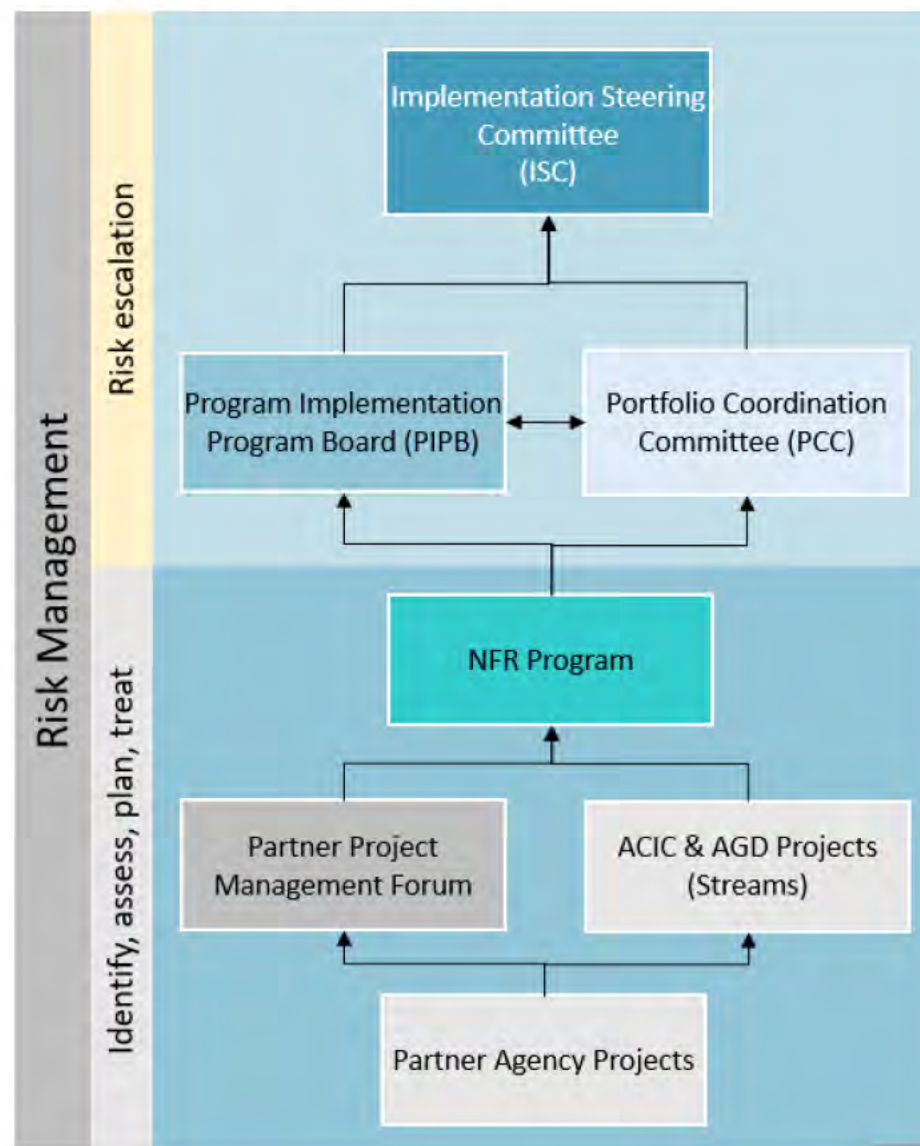 Risk Management
Risk escalation
Identify, assess, plan, treat
Implementation Steering
Committee
(ISC)
Program Implementation
Program Board (PIPB)
Portfolio Coordination
Committee (PCC)
NFR Program
Partner Project
Management Forum
ACIC & AGD Projects
(Streams)
Partner Agency Projects